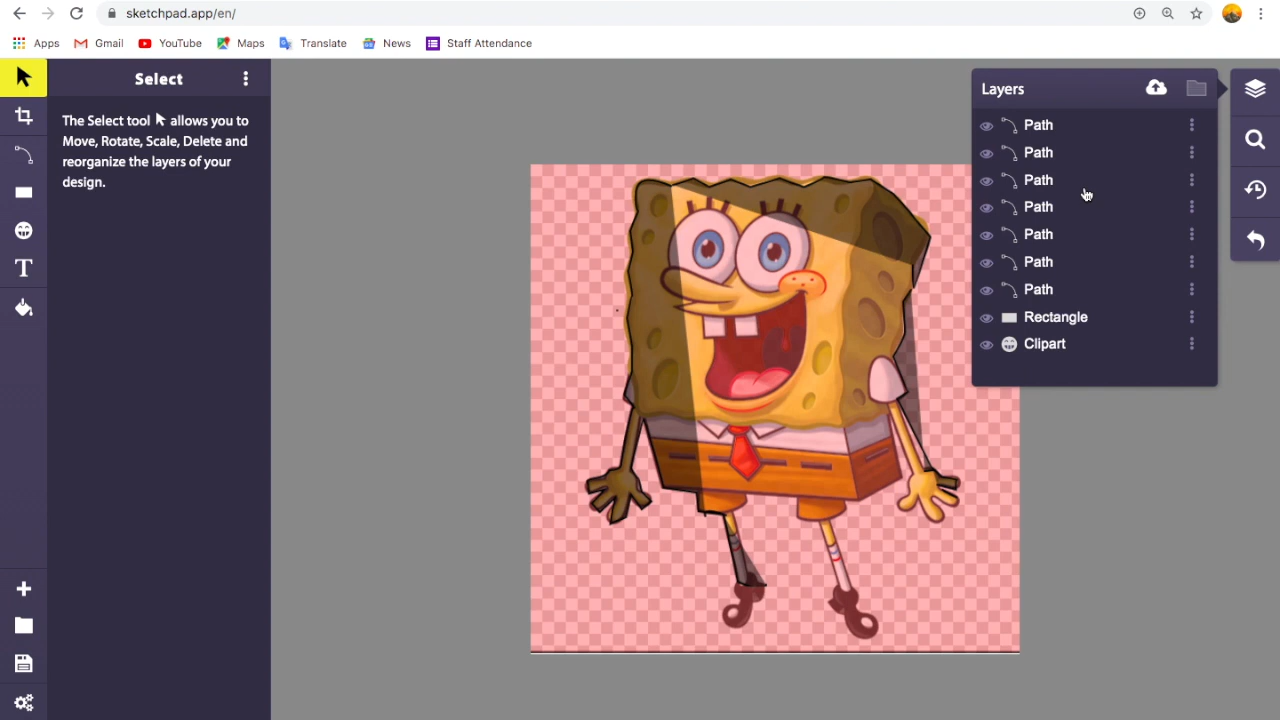 sketchpad.app/en/
Apps Gmail YouTube Maps Translate News Staff Attendance
Select
The Select tool allows you to
Move, Rotate, Scale, Delete and
reorganize the layers of your
design.
T
Layers
Path
Path
Path
Path
Path
Path
Path
Rectangle
Clipart